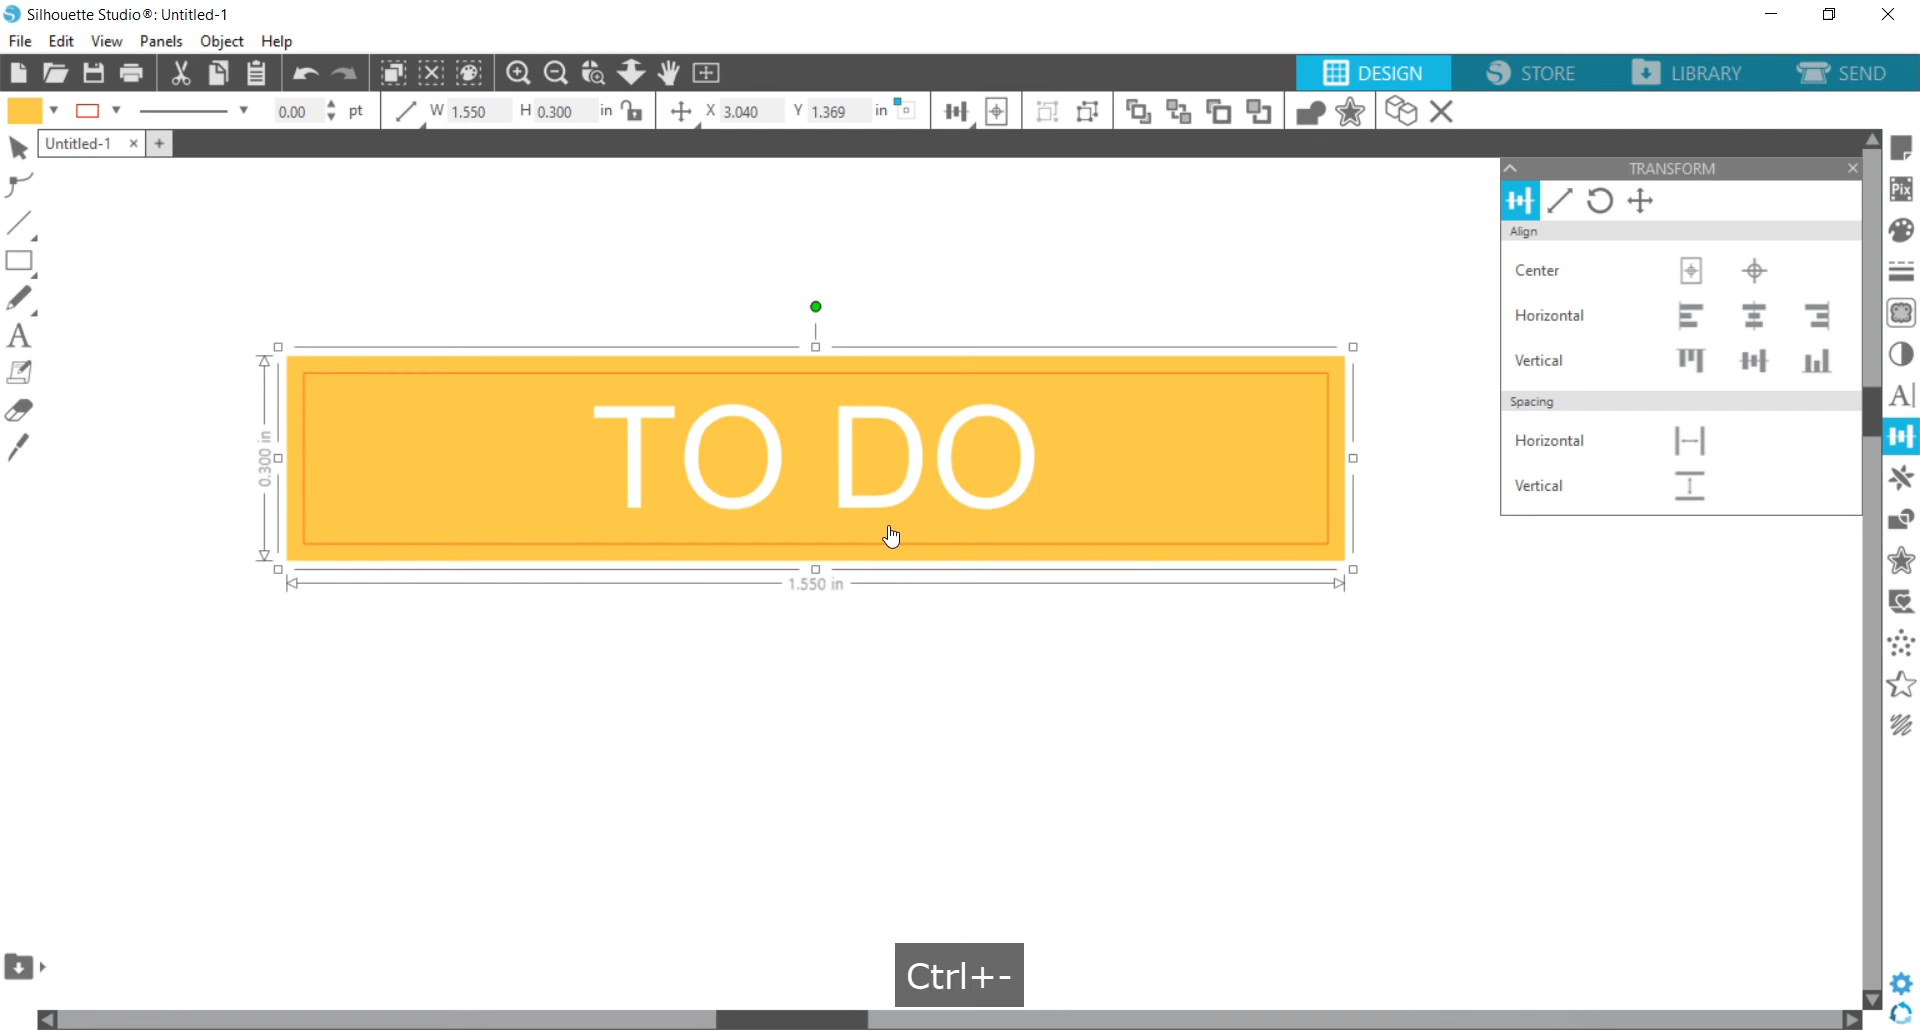 Silhouette Studio®: Untitled-1
File Edit View Panels Object Help
DESIGN STORE LIBRARY SEND
0.00 pt W 1.550 H 0.300 in X 3.040 Y 1.369 in
Untitled-1 × +
TRANSFORM
Pix
Align
Center
Horizontal
Vertical
Spacing
Horizontal
Vertical
TO DO
0.300 in
1.550 in
Ctrl+-